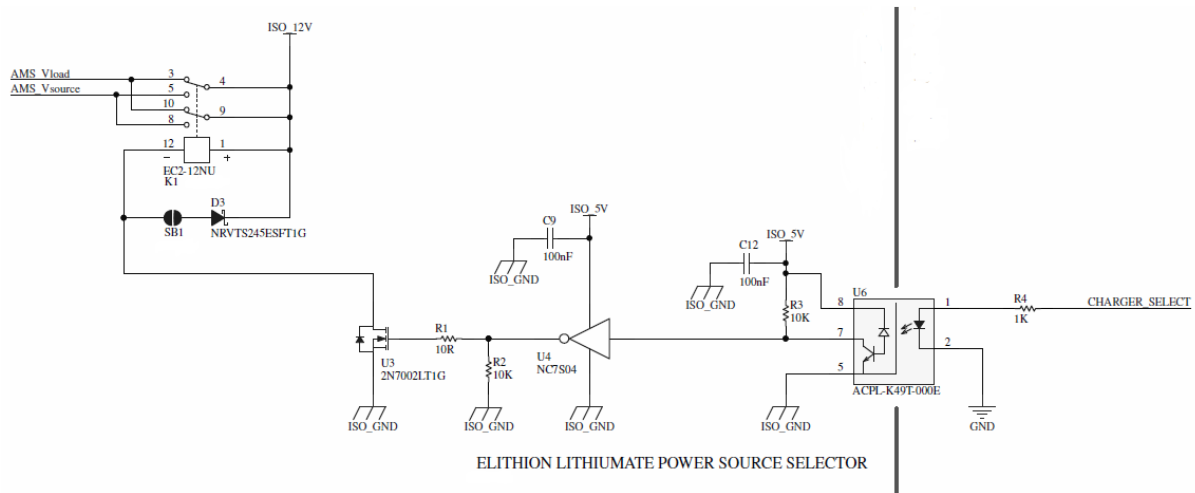 ISO_12V
AMS_Vload
AMS_Vsource
3
4
5
10
9
8
12
1
−
+
EC2-12NU
K1
D3
SB1
NRVTS245ESFT1G
ISO_5V
C9
100nF
ISO_GND
ISO_5V
C12
100nF
ISO_GND
U6
R3
10K
8
7
5
1
2
R4
1K
CHARGER_SELECT
ACPL-K49T-000E
R1
10R
R2
10K
U4
NC7S04
U3
2N7002LT1G
ISO_GND
ISO_GND
ISO_GND
ISO_GND
GND
ELITHION LITHIUMATE POWER SOURCE SELECTOR